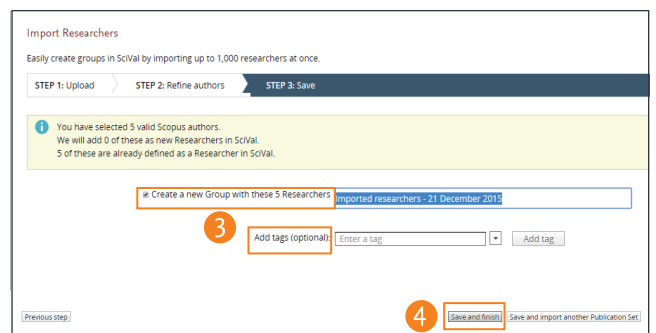 Import Researchers
Easily create groups in SciVal by importing up to 1,000 researchers at once.
STEP 1: Upload STEP 2: Refine authors STEP 3: Save
You have selected 5 valid Scopus authors.
We will add 0 of these as new Researchers in SciVal.
5 of these are already defined as a Researcher in SciVal.
Create a new Group with these 5 Researchers Imported researchers - 21 December 2015
3
Add tags (optional): Enter a tag Add tag
4
Previous step Save and finish Save and import another Publication Set